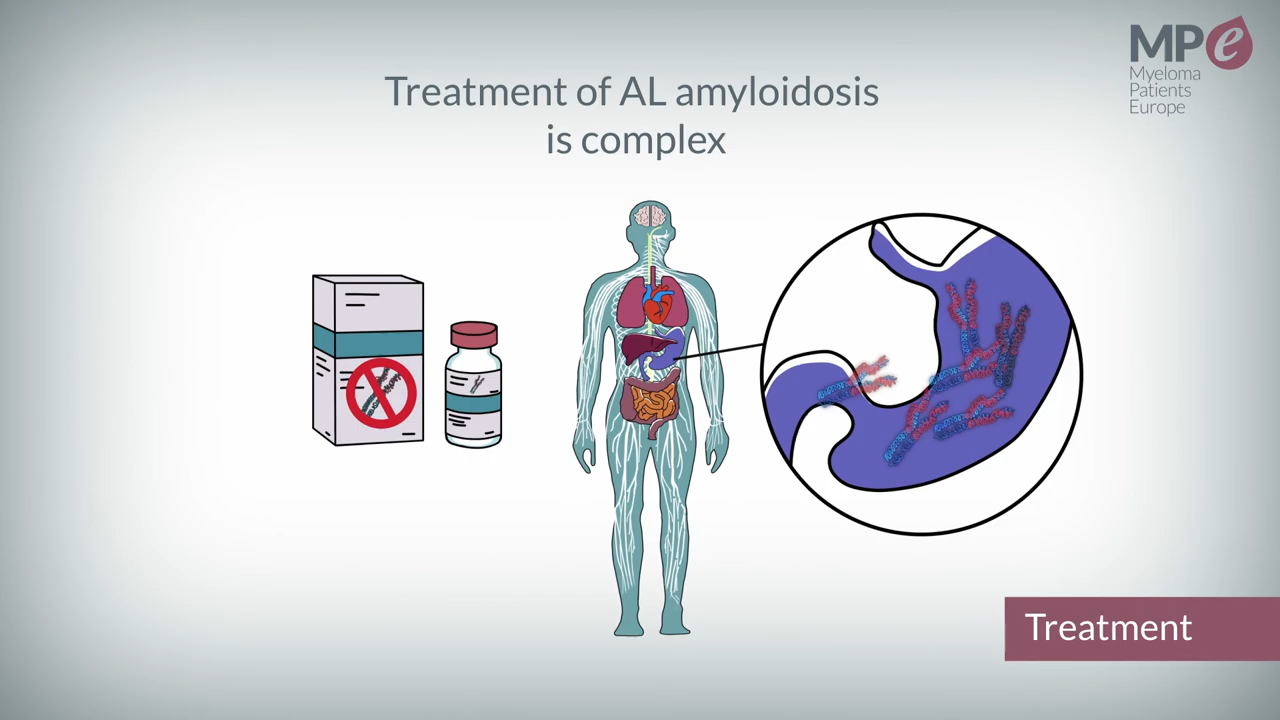 MPe
Myeloma
Patients
Europe
Treatment of AL amyloidosis
is complex
Treatment